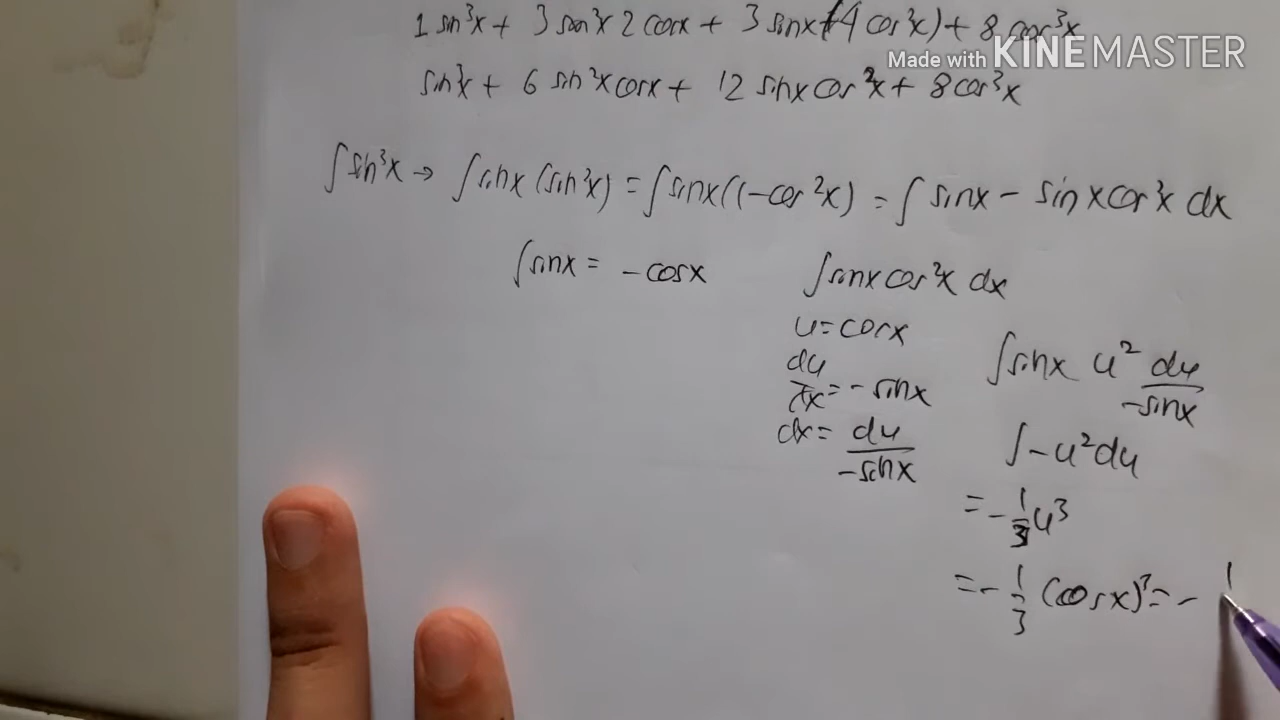 1 sin³x + 3 sin²x 2 cosx + 3 sinx (4 cos²x) + 8 cos³x
Made with KINEMASTER
sin³x + 6 sin²x cosx + 12 sinx cos²x + 8 cos³x
∫sin³x → ∫sinx (sin²x) = ∫sinx (1-cos²x) = ∫ sinx - sinx cos²x dx
∫sinx = -cosx
∫sinx cos²x dx
u = cosx
du/dx = -sinx
dx = du/-sinx
∫sinx u² du/-sinx
∫-u² du
= -1/3 u³
= -1/3 (cosx)³ = - 1